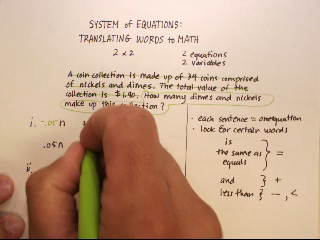 SYSTEM of EQUATIONS:
TRANSLATING WORDS to MATH
2 x 2
2 equations
2 variables
A coin collection is made up of 29 coins comprised
of nickels and dimes. The total value of the
collection is $1.90. How many dimes and nickels
make up this collection?
i. .05n
.05n
ii.
• each sentence = one equation
• look for certain words
is
the same as
equals
} =
and
} +
less than } −, <